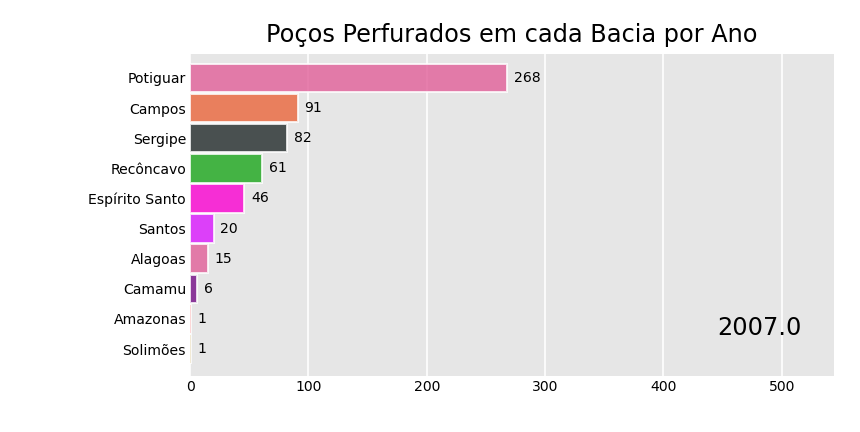 Poços Perfurados em cada Bacia por Ano
Potiguar 268
Campos 91
Sergipe 82
Recôncavo 61
Espírito Santo 46
Santos 20
Alagoas 15
Camamu 6
Amazonas 1
2007.0
Solimões 1
0 100 200 300 400 500